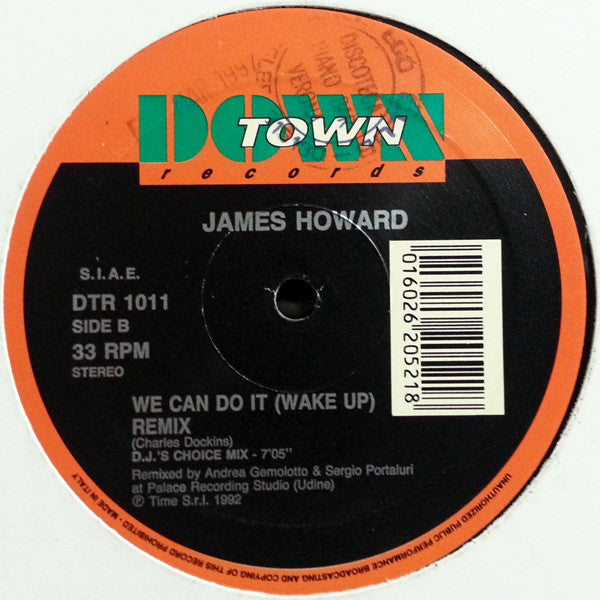 DOWN
TOWN
records
JAMES HOWARD
S.I.A.E.
DTR 1011
SIDE B
33 RPM
STEREO
016026 205218
WE CAN DO IT (WAKE UP)
REMIX
(Charles Dockins)
D.J.'S CHOICE MIX - 7'05"
Remixed by Andrea Gemolotto & Sergio Portaluri
at Palace Recording Studio (Udine)
℗ Time S.r.l. 1992
UNAUTHORIZED PUBLIC PERFORMANCE BROADCASTING AND COPYING OF THIS RECORD PROHIBITED - MADE IN ITALY